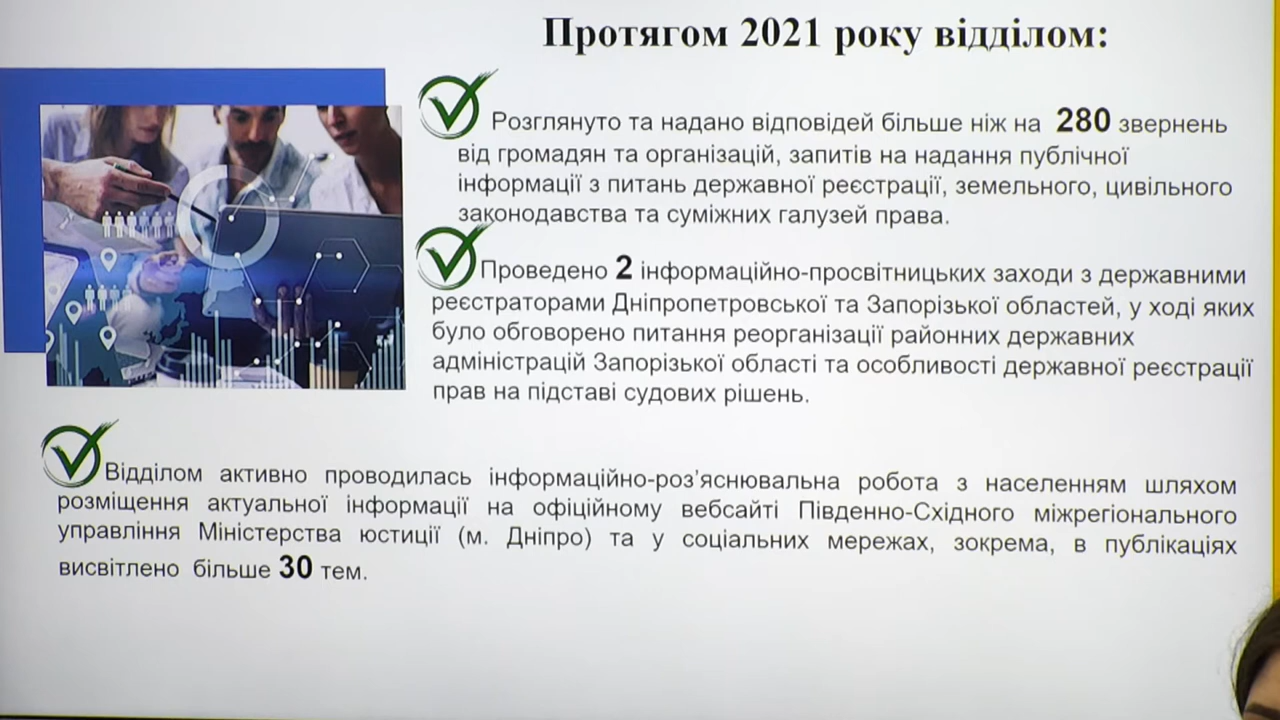 Протягом 2021 року відділом:
Розглянуто та надано відповідей більше ніж на 280 звернень
від громадян та організацій, запитів на надання публічної
інформації з питань державної реєстрації, земельного, цивільного
законодавства та суміжних галузей права.
Проведено 2 інформаційно-просвітницьких заходи з державними
реєстраторами Дніпропетровської та Запорізької областей, у ході яких
було обговорено питання реорганізації районних державних
адміністрацій Запорізької області та особливості державної реєстрації
прав на підставі судових рішень.
Відділом активно проводилась інформаційно-роз’яснювальна робота з населенням шляхом
розміщення актуальної інформації на офіційному вебсайті Південно-Східного міжрегіонального
управління Міністерства юстиції (м. Дніпро) та у соціальних мережах, зокрема, в публікаціях
висвітлено більше 30 тем.